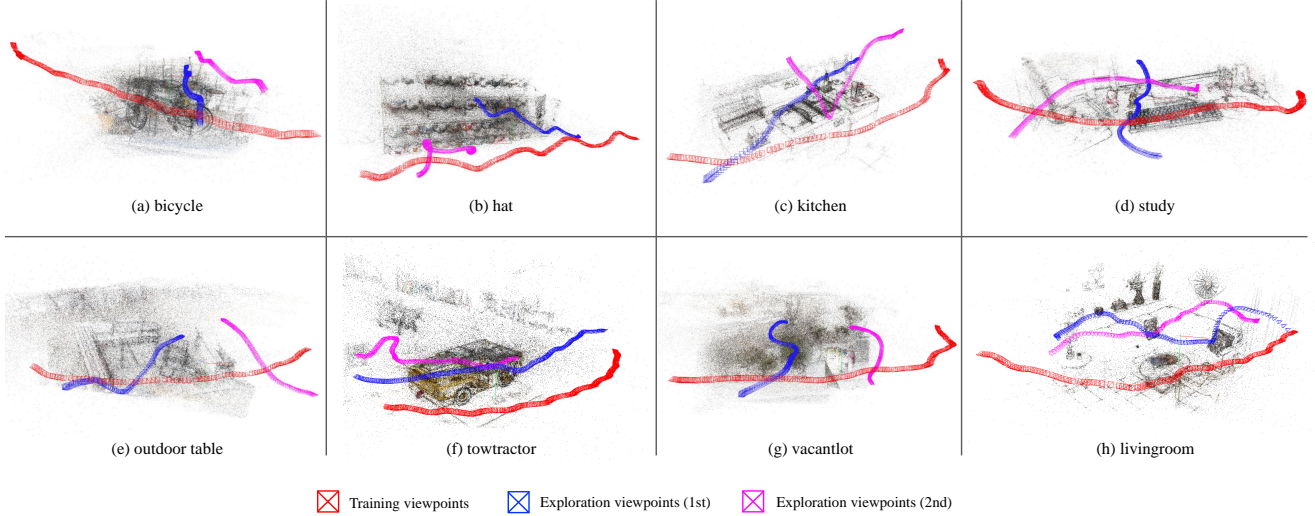 (a) bicycle
(b) hat
(c) kitchen
(d) study
(e) outdoor table
(f) towtractor
(g) vacantlot
(h) livingroom
Training viewpoints
Exploration viewpoints (1st)
Exploration viewpoints (2nd)